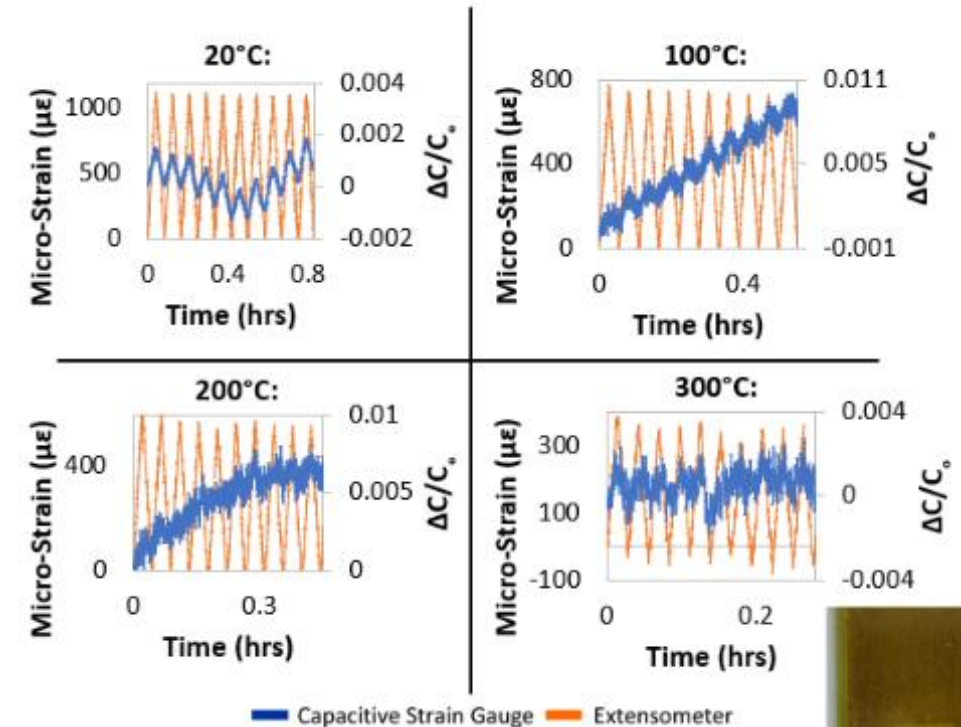 20°C:
Micro-Strain (με)
1000
500
0
0.004
0.002
0
-0.002
ΔC/Cₒ
0 0.4 0.8
Time (hrs)
100°C:
Micro-Strain (με)
800
400
0
0.011
0.005
-0.001
ΔC/Cₒ
0 0.4
Time (hrs)
200°C:
Micro-Strain (με)
400
0
0.01
0.005
0
ΔC/Cₒ
0 0.3
Time (hrs)
300°C:
Micro-Strain (με)
300
100
-100
0.004
0
-0.004
ΔC/Cₒ
0 0.2
Time (hrs)
Capacitive Strain Gauge Extensometer